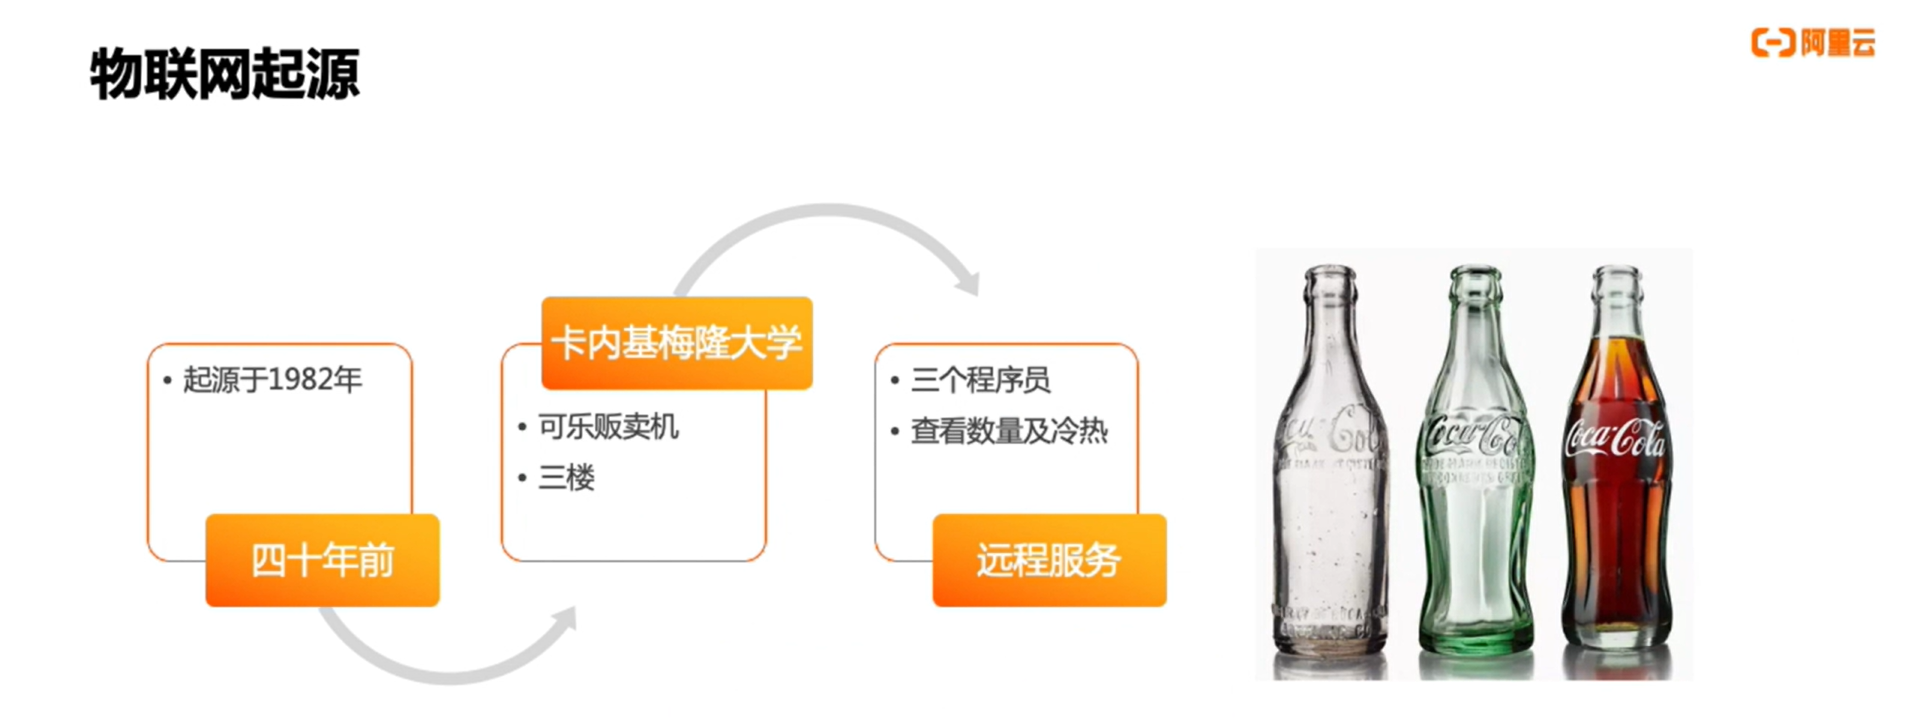 物联网起源
阿里云
起源于1982年
四十年前
卡内基梅隆大学
可乐贩卖机
三楼
三个程序员
查看数量及冷热
远程服务
Coca-Cola
Coca-Cola